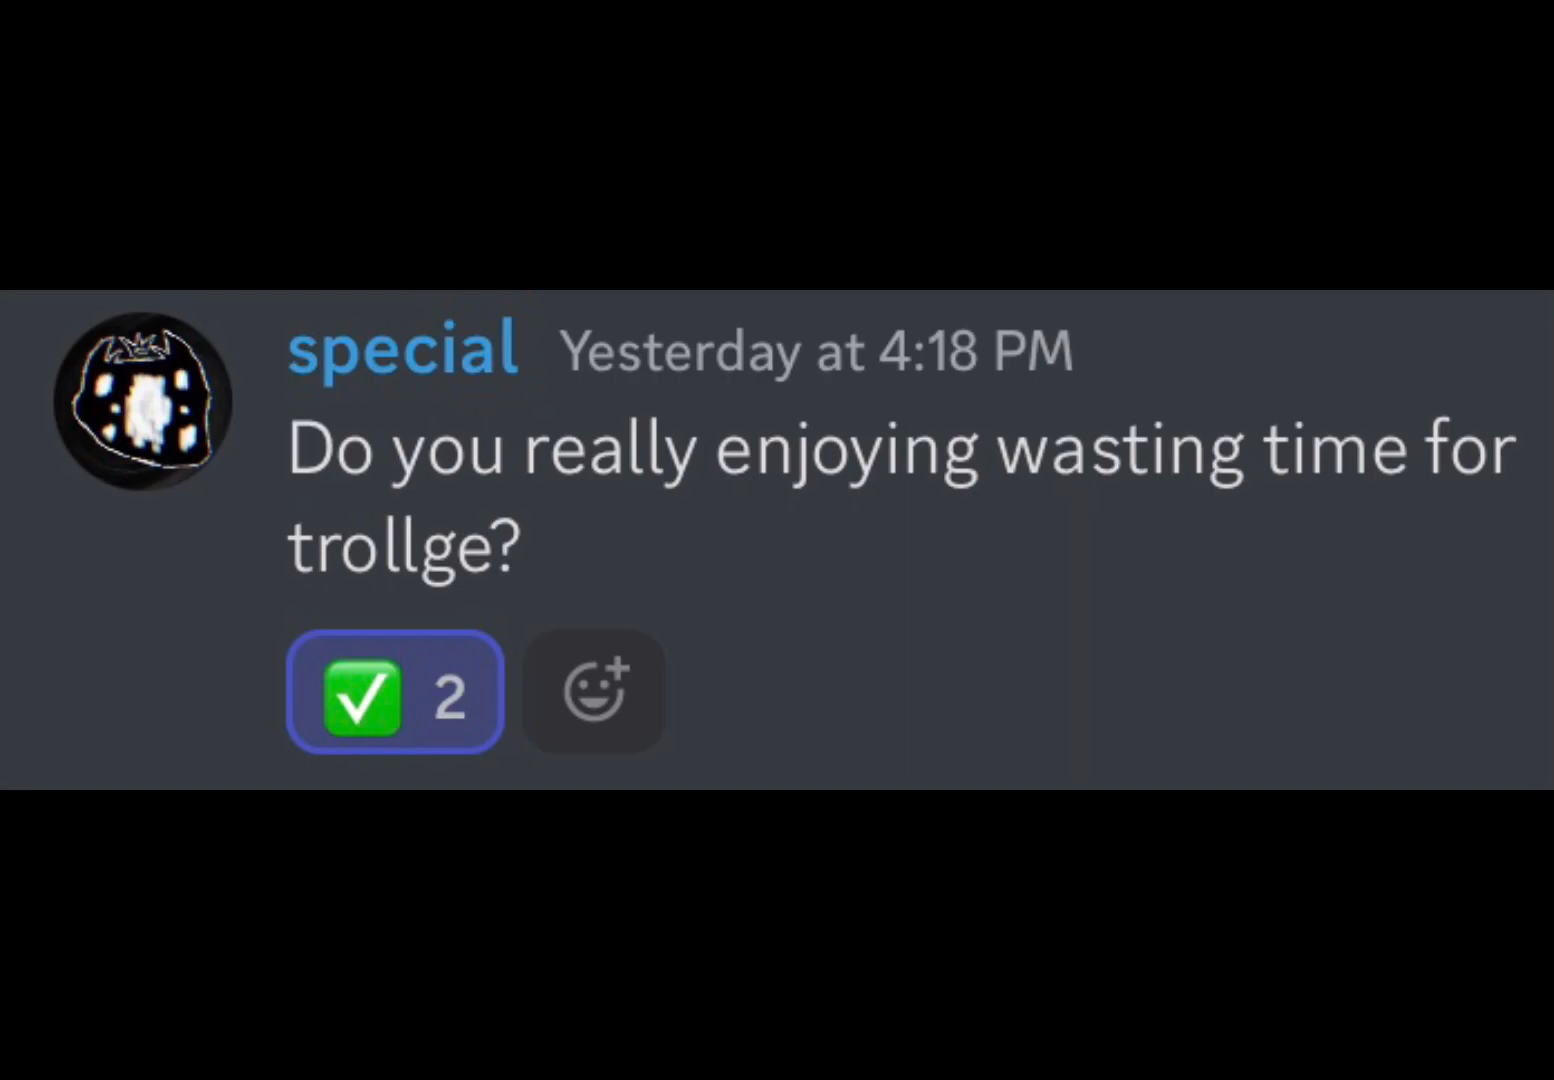 special Yesterday at 4:18 PM
Do you really enjoying wasting time for
trollge?
2